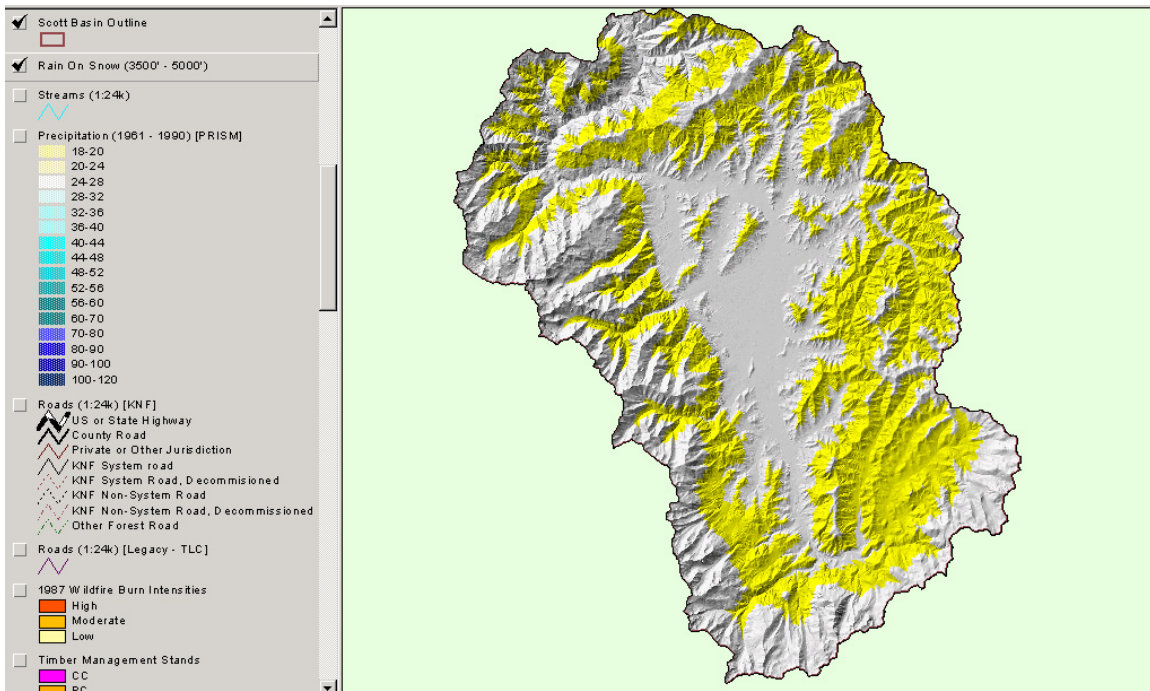 Scott Basin Outline
Rain On Snow (3500' - 5000')
Streams (1:24k)
Precipitation (1961 - 1990) [PRISM]
18-20
20-24
24-28
28-32
32-36
36-40
40-44
44-48
48-52
52-56
56-60
60-70
70-80
80-90
90-100
100-120
Roads (1:24k) [KNF]
US or State Highway
County Road
Private or Other Jurisdiction
KNF System road
KNF System Road, Decommisioned
KNF Non-System Road
KNF Non-System Road, Decommissioned
Other Forest Road
Roads (1:24k) [Legacy - TLC]
1987 Wildfire Burn Intensities
High
Moderate
Low
Timber Management Stands
CC